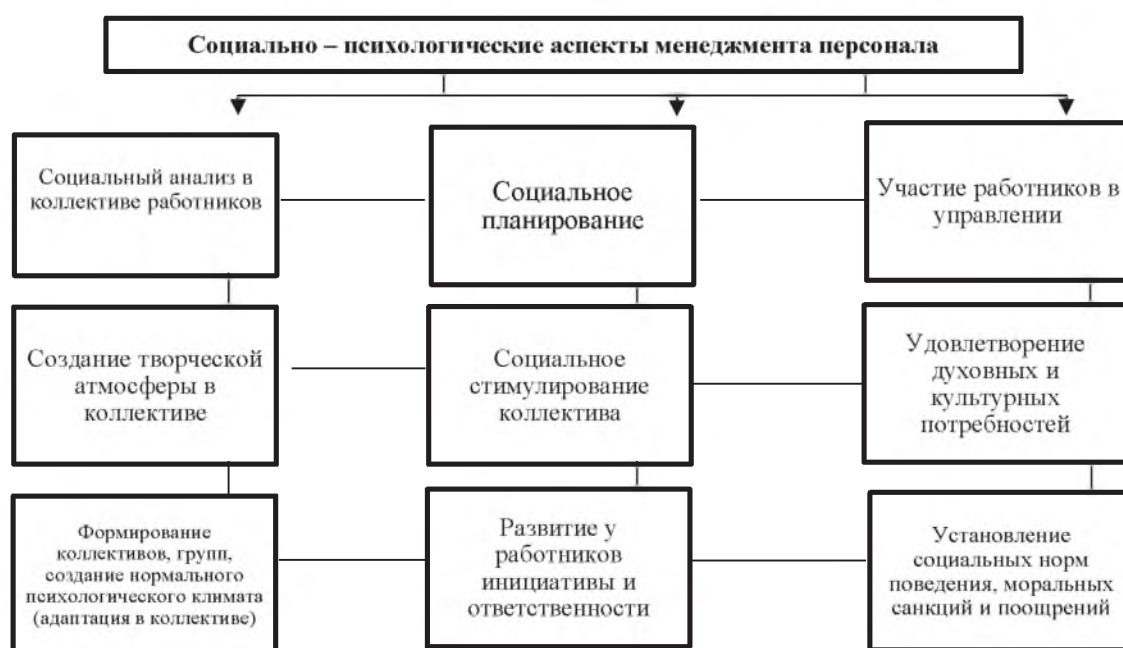 Социально – психологические аспекты менеджмента персонала
Социальный анализ в
коллективе работников
Социальное
планирование
Участие работников в
управлении
Создание творческой
атмосферы в
коллективе
Социальное
стимулирование
коллектива
Удовлетворение
духовных и
культурных
потребностей
Формирование
коллективов, групп,
создание нормального
психологического климата
(адаптация в коллективе)
Развитие у
работников
инициативы и
ответственности
Установление
социальных норм
поведения, моральных
санкций и поощрений